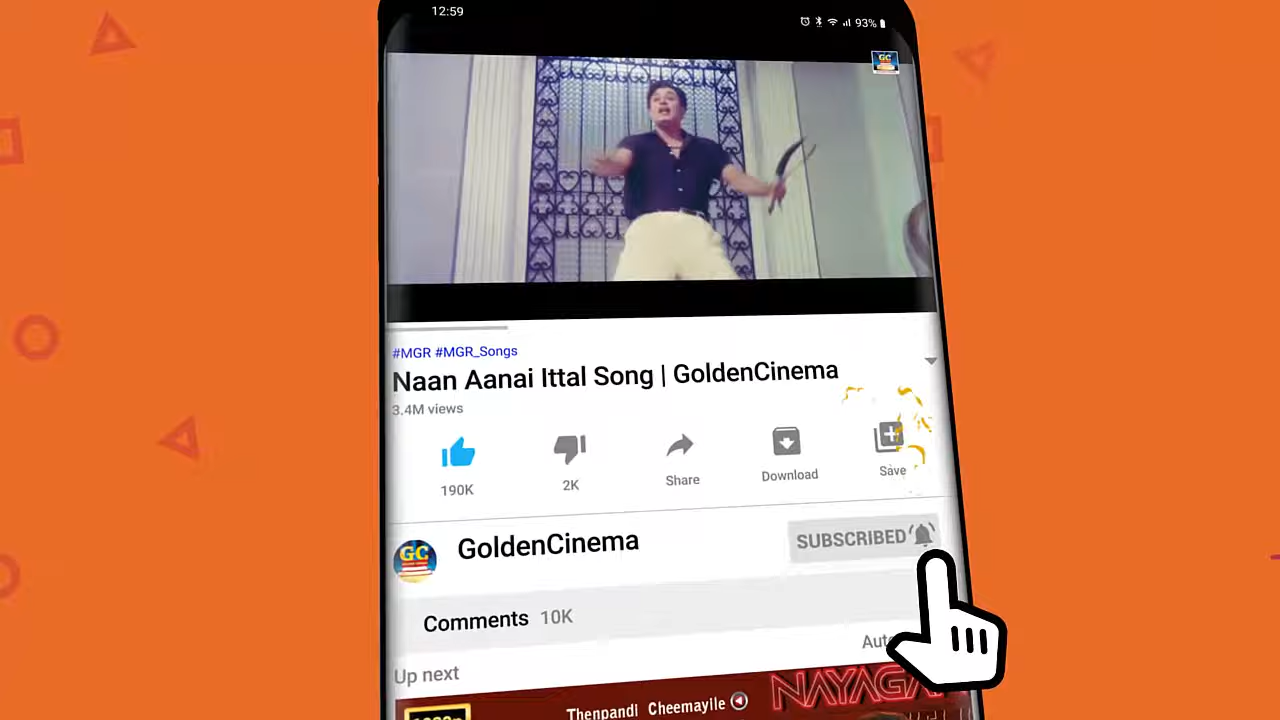 12:59
93%
GC
#MGR #MGR_Songs
Naan Aanai Ittal Song | GoldenCinema
3.4M views
190K
2K
Share
Download
Save
GC
GoldenCinema
SUBSCRIBED
Comments 10K
Up next
Thenpandi Cheemayile